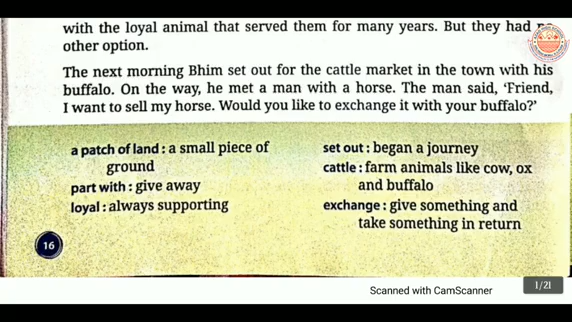 with the loyal animal that served them for many years. But they had no
other option.
The next morning Bhim set out for the cattle market in the town with his
buffalo. On the way, he met a man with a horse. The man said, ‘Friend,
I want to sell my horse. Would you like to exchange it with your buffalo?’
a patch of land : a small piece of
ground
part with : give away
loyal : always supporting
set out : began a journey
cattle : farm animals like cow, ox
and buffalo
exchange : give something and
take something in return
16
Scanned with CamScanner
1/21